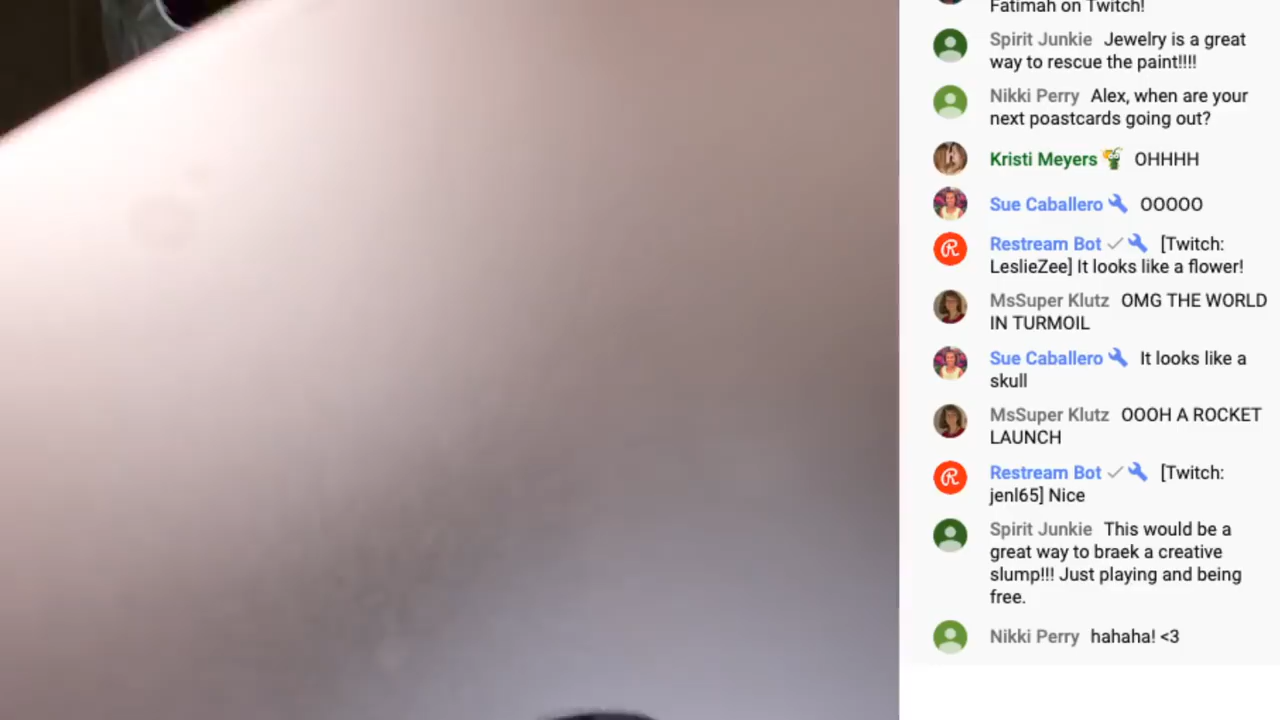 Fatimah on Twitch!
Spirit Junkie Jewelry is a great
way to rescue the paint!!!!
Nikki Perry Alex, when are your
next poastcards going out?
Kristi Meyers OHHHH
Sue Caballero OOOOO
Restream Bot [Twitch:
LeslieZee] It looks like a flower!
MsSuper Klutz OMG THE WORLD
IN TURMOIL
Sue Caballero It looks like a
skull
MsSuper Klutz OOOH A ROCKET
LAUNCH
Restream Bot [Twitch:
jenl65] Nice
Spirit Junkie This would be a
great way to braek a creative
slump!!! Just playing and being
free.
Nikki Perry hahaha! <3